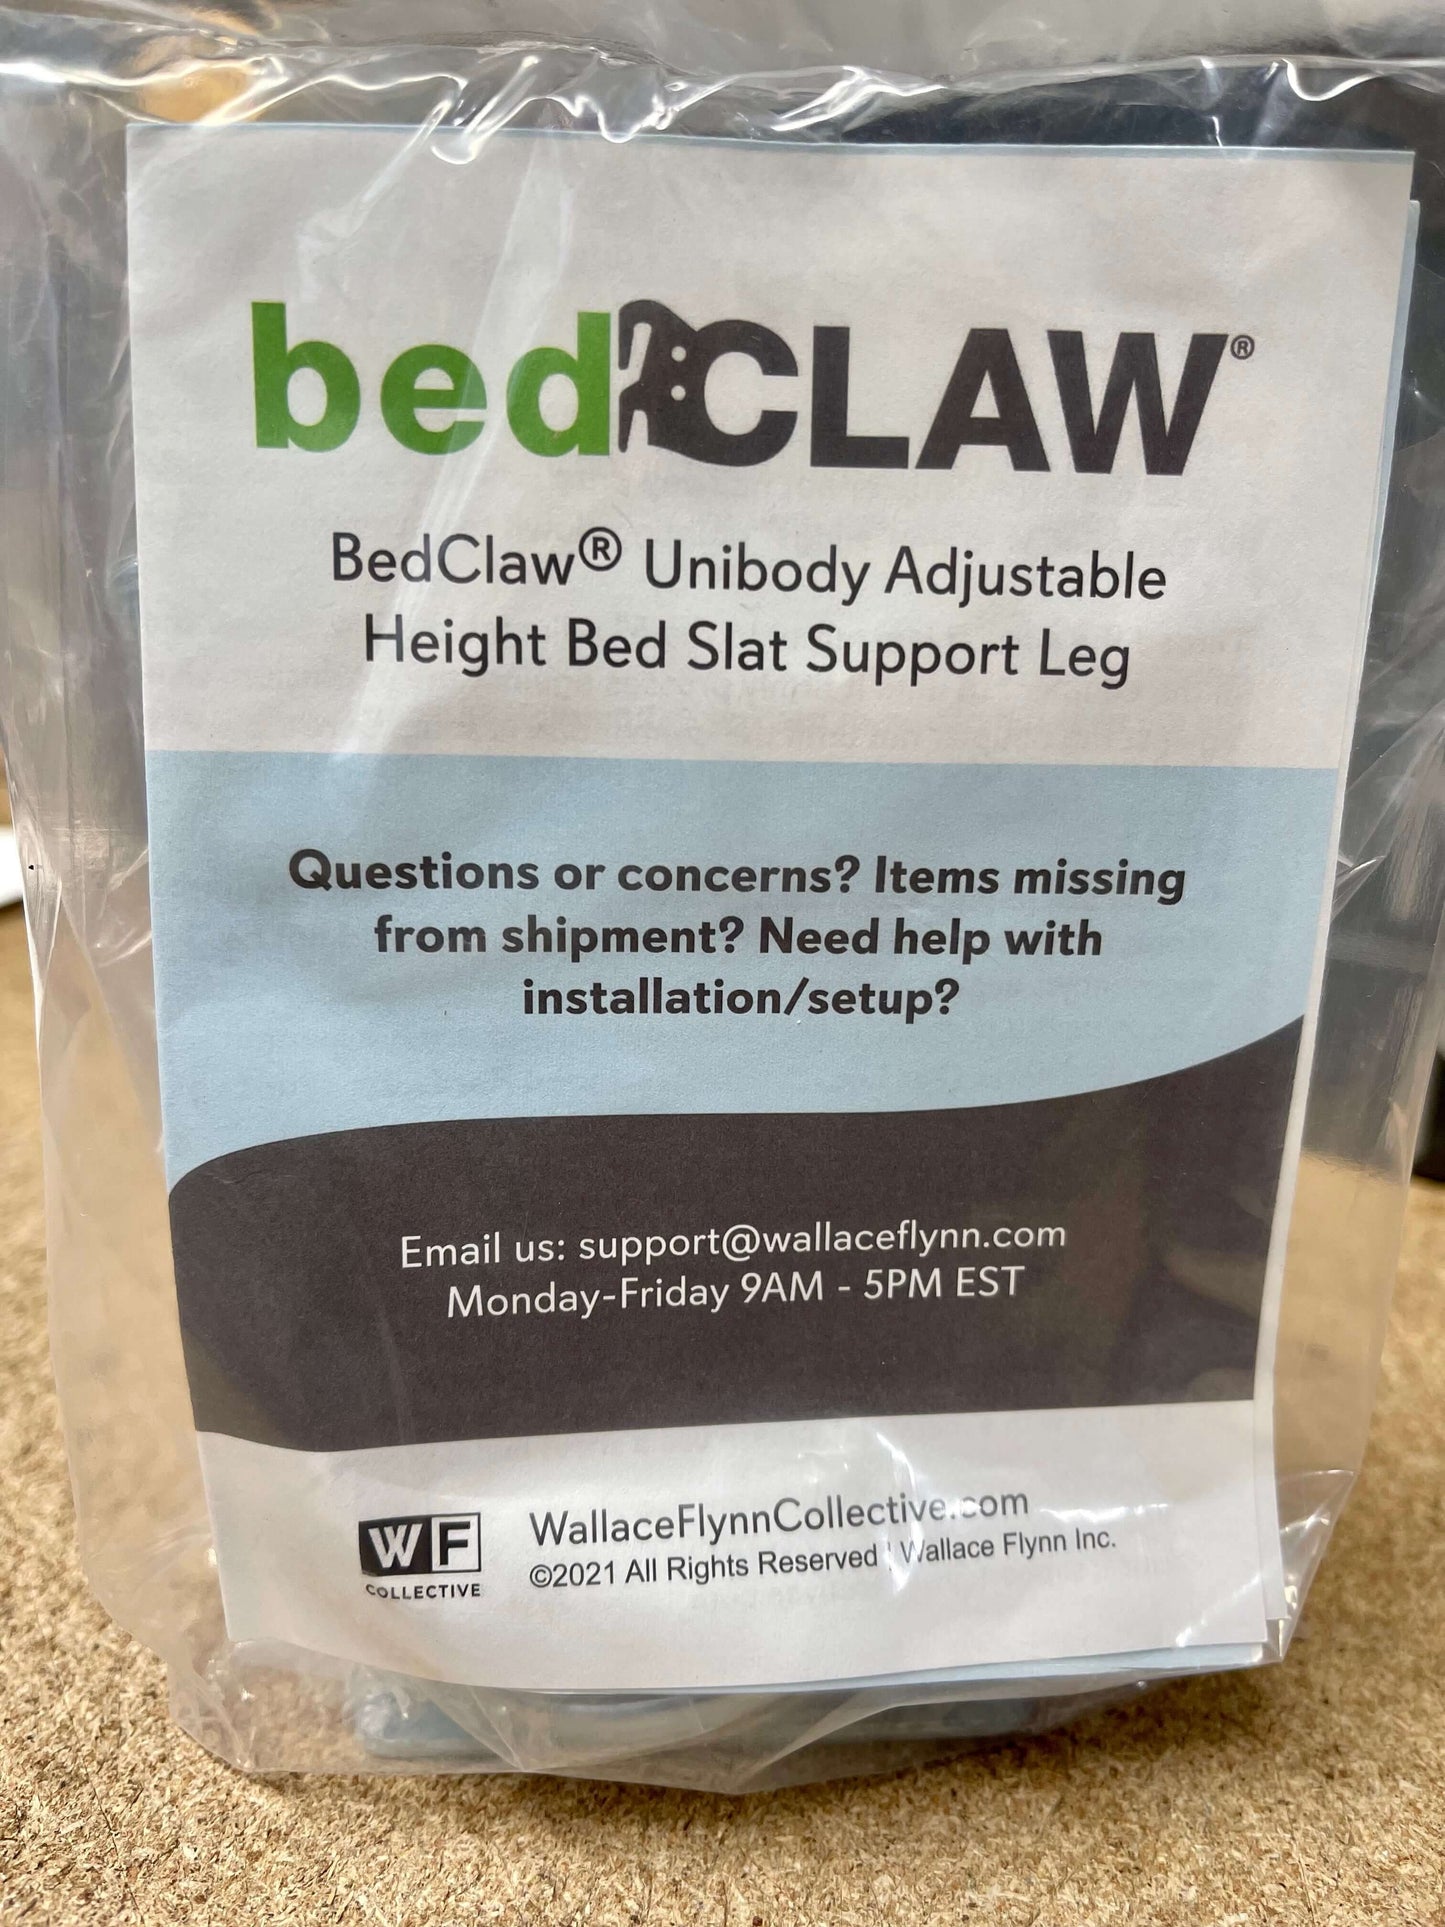 bedCLAW®
BedClaw® Unibody Adjustable
Height Bed Slat Support Leg
Questions or concerns? Items missing
from shipment? Need help with
installation/setup?
Email us: support@wallaceflynn.com
Monday-Friday 9AM - 5PM EST
WF
COLLECTIVE
WallaceFlynnCollective.com
©2021 All Rights Reserved | Wallace Flynn Inc.